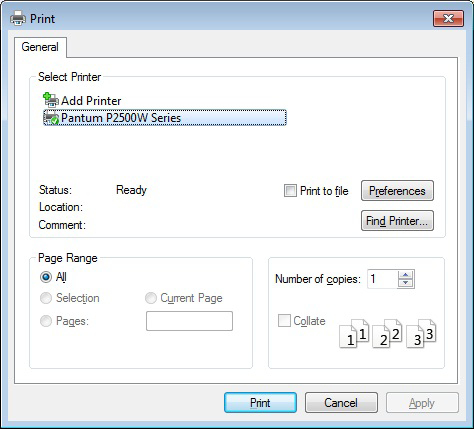 Print
General
Select Printer
Add Printer
Pantum P2500W Series
Status: Ready
Print to file
Preferences
Location:
Comment:
Find Printer...
Page Range
All
Selection
Current Page
Pages:
Number of copies: 1
Collate
1 1 2 2 3 3
Print
Cancel
Apply